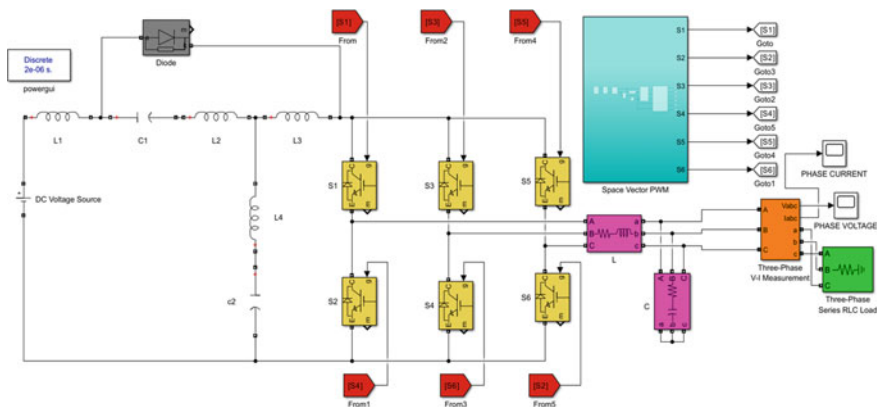 [S1]
From
[S3]
From2
[S5]
From4
Discrete
2e-06 s.
powergui
Diode
L1
C1
L2
L3
DC Voltage Source
L4
c2
S1
g
C
E
m
S3
g
C
E
m
S5
g
C
E
m
S2
g
C
E
m
S4
g
C
E
m
S6
g
C
E
m
[S4]
From1
[S6]
From3
[S2]
From5
S1
S2
S3
S4
S5
S6
Space Vector PWM
[S1]
Goto
[S2]
Goto3
[S3]
Goto2
[S4]
Goto5
[S5]
Goto4
[S6]
Goto1
PHASE CURRENT
PHASE VOLTAGE
A a
B b
C c
L
A B C
a b c
C
Vabc
Iabc
A
B
C
a
b
c
Three-Phase
V-I Measurement
A
B
C
Three-Phase
Series RLC Load